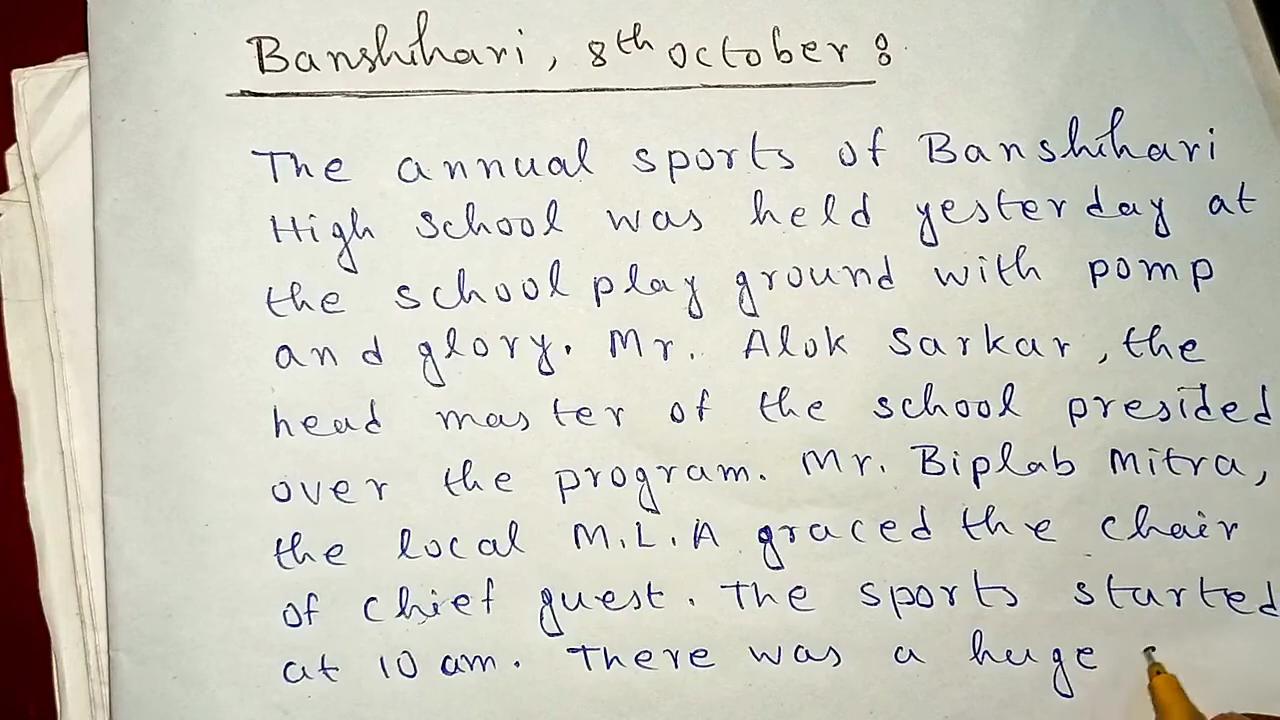 Banshihari, 8th october :
The annual sports of Banshihari
High school was held yesterday at
the school play ground with pomp
and glory. Mr. Alok Sarkar, the
head master of the school presided
over the program. Mr. Biplab Mitra,
the local M.L.A graced the chair
of chief guest. The sports started
at 10 am. There was a huge